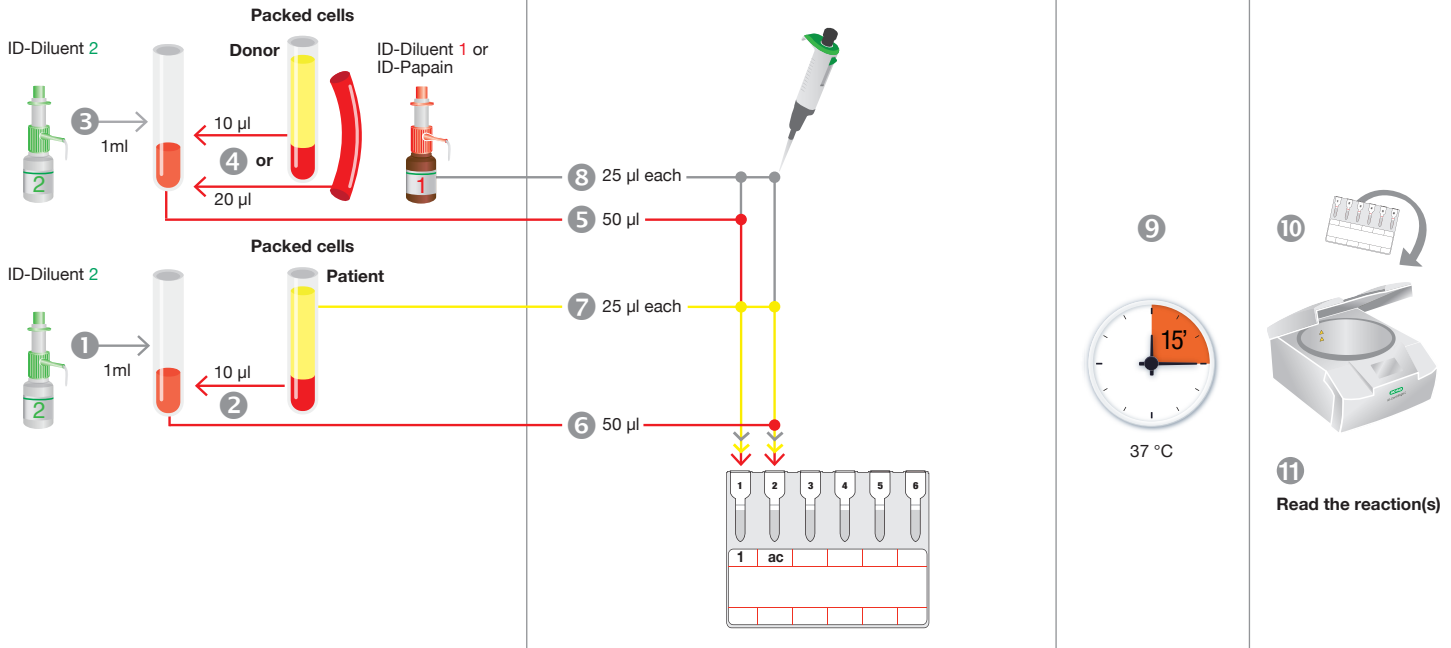 Packed cells
ID-Diluent 2
Donor
ID-Diluent 1 or
ID-Papain
3
1ml
10 µl
4 or
20 µl
2
1
8 25 µl each
5 50 µl
Packed cells
ID-Diluent 2
Patient
7 25 µl each
1
1ml
10 µl
2
2
6 50 µl
1 2 3 4 5 6
1 ac
9
15’
37 °C
10
BIO-RAD
11
Read the reaction(s)